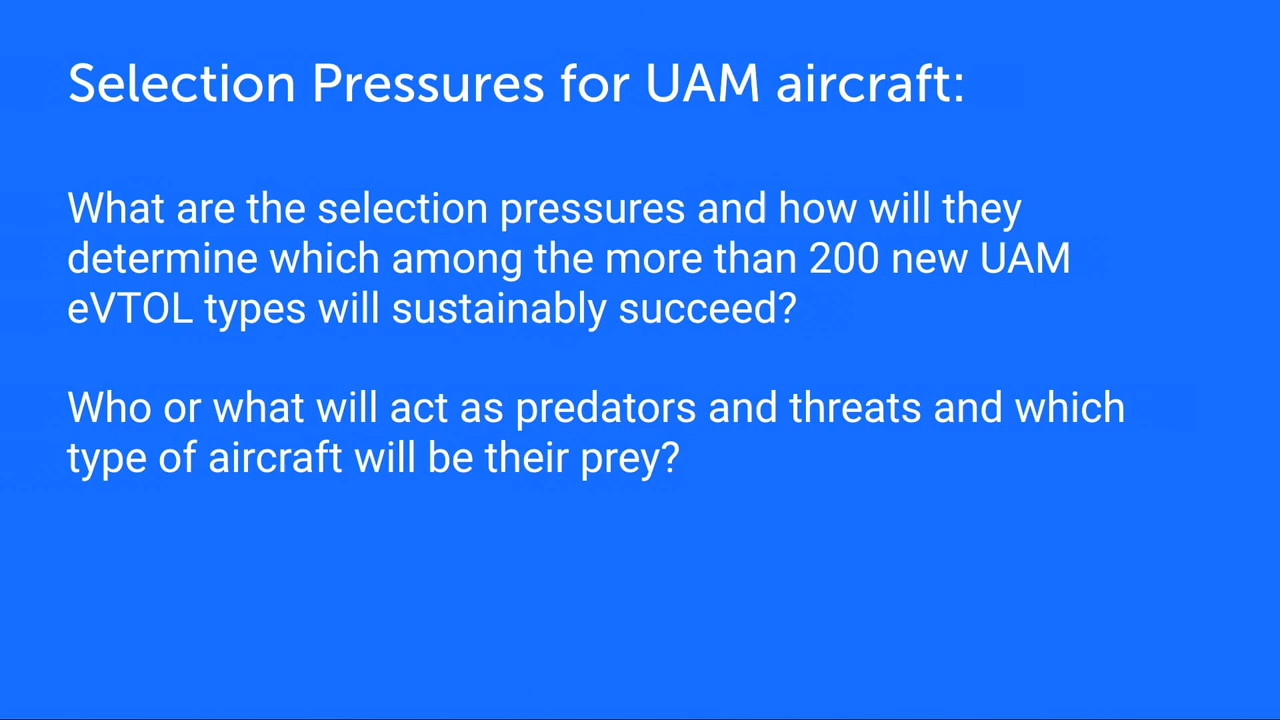 Selection Pressures for UAM aircraft:
What are the selection pressures and how will they
determine which among the more than 200 new UAM
eVTOL types will sustainably succeed?
Who or what will act as predators and threats and which
type of aircraft will be their prey?